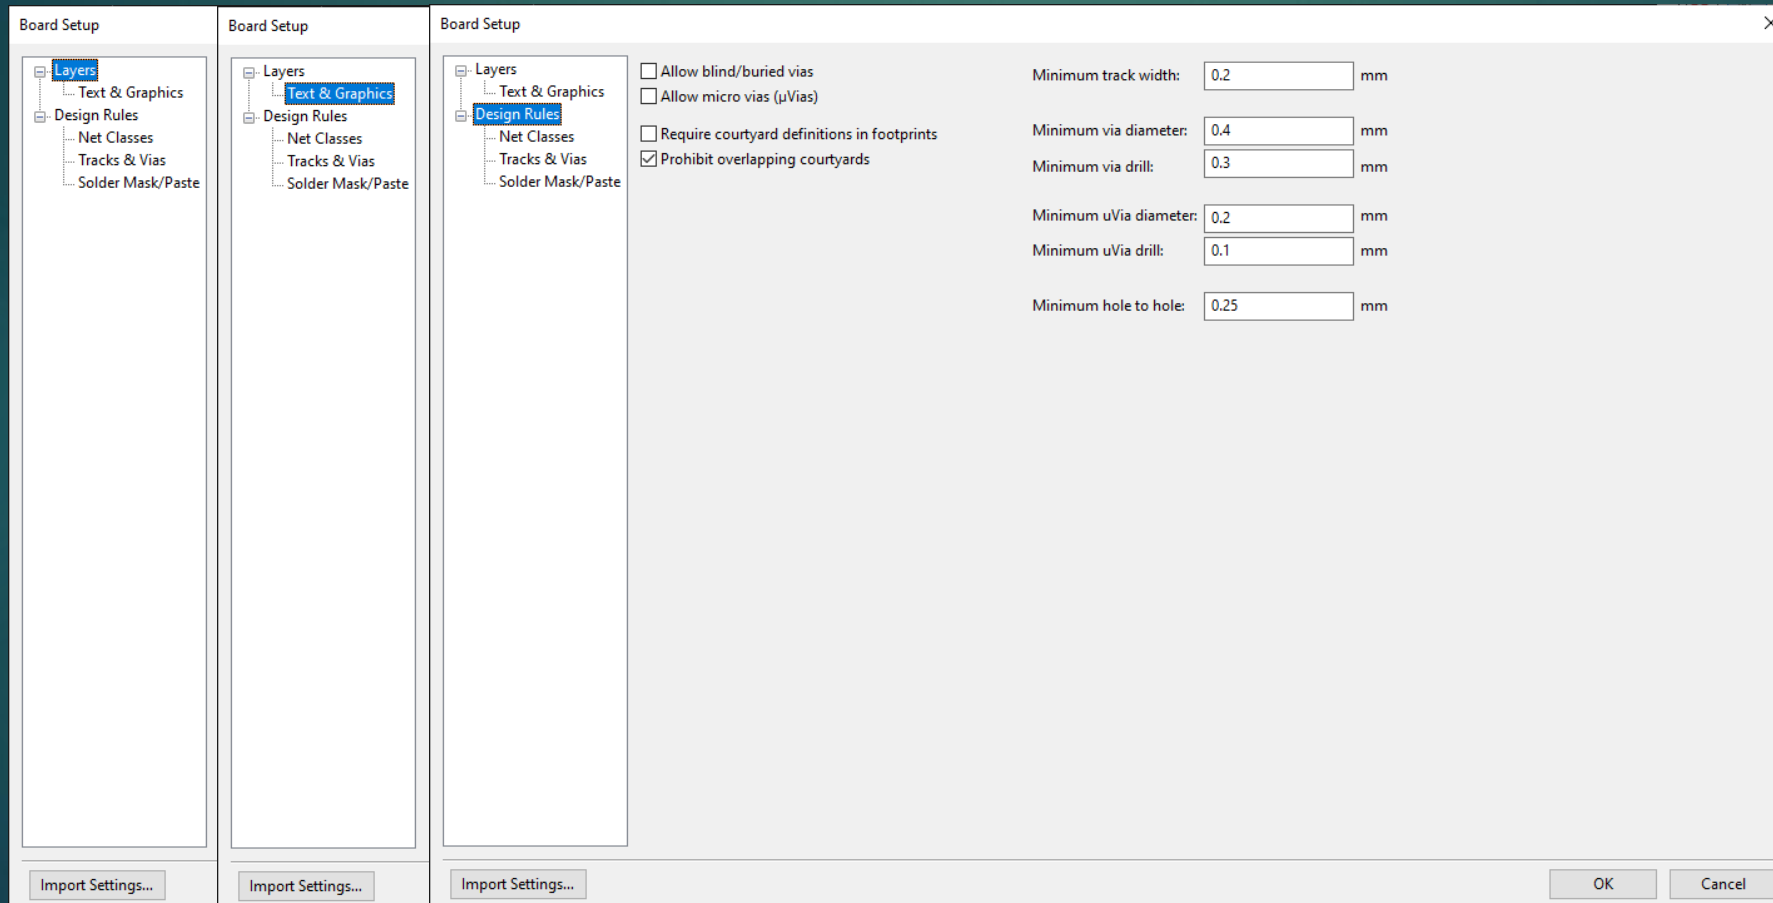 Board Setup
Layers
Text & Graphics
Design Rules
Net Classes
Tracks & Vias
Solder Mask/Paste
Import Settings...
Board Setup
Layers
Text & Graphics
Design Rules
Net Classes
Tracks & Vias
Solder Mask/Paste
Import Settings...
Board Setup
Layers
Text & Graphics
Design Rules
Net Classes
Tracks & Vias
Solder Mask/Paste
Import Settings...
Allow blind/buried vias
Allow micro vias (µVias)
Require courtyard definitions in footprints
Prohibit overlapping courtyards
Minimum track width: 0.2 mm
Minimum via diameter: 0.4 mm
Minimum via drill: 0.3 mm
Minimum uVia diameter: 0.2 mm
Minimum uVia drill: 0.1 mm
Minimum hole to hole: 0.25 mm
OK Cancel